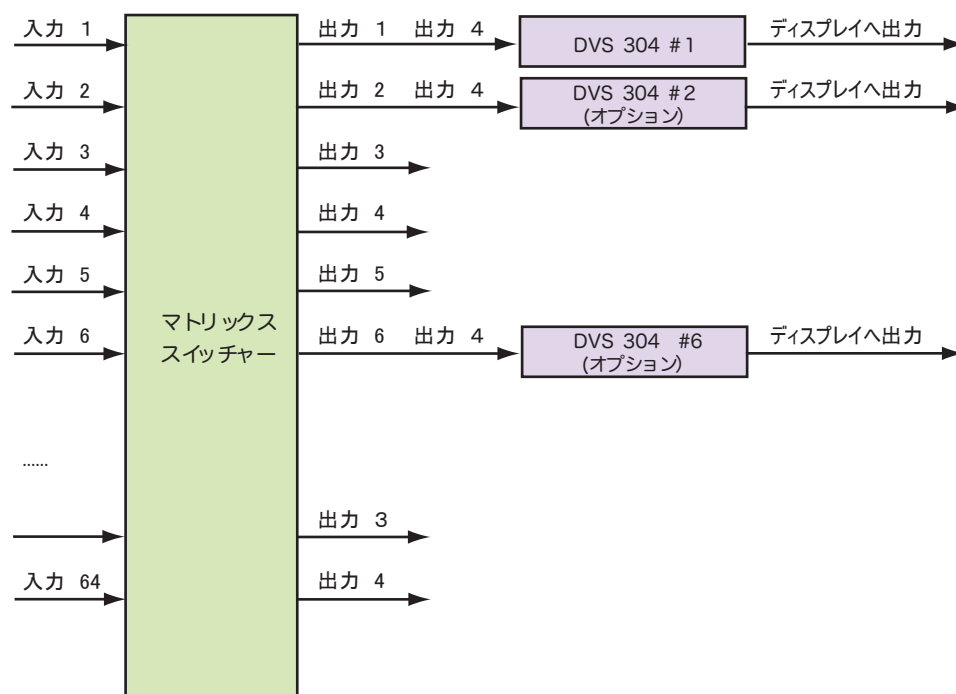 入力 1
出力 1 出力 4
DVS 304 #1
ディスプレイへ出力
入力 2
出力 2 出力 4
DVS 304 #2
(オプション)
ディスプレイへ出力
入力 3
出力 3
入力 4
出力 4
入力 5
出力 5
マトリックス
スイッチャー
入力 6
出力 6 出力 4
DVS 304 #6
(オプション)
ディスプレイへ出力
......
出力 3
入力 64
出力 4